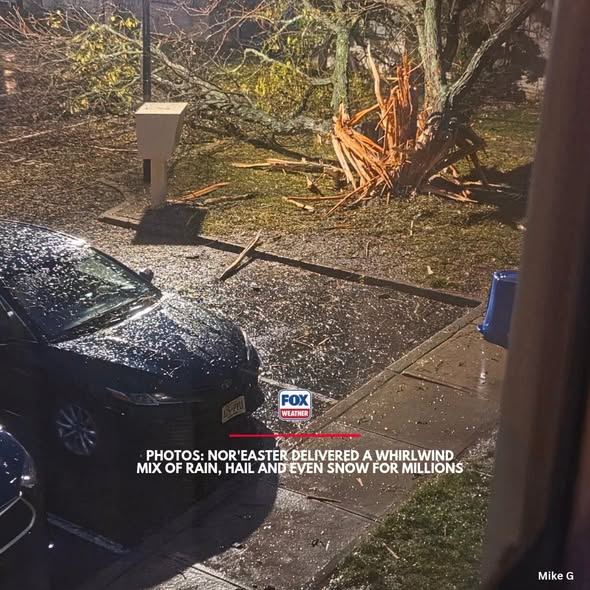 FOX
WEATHER
PHOTOS: NOR'EASTER DELIVERED A WHIRLWIND
MIX OF RAIN, HAIL AND EVEN SNOW FOR MILLIONS
Mike G